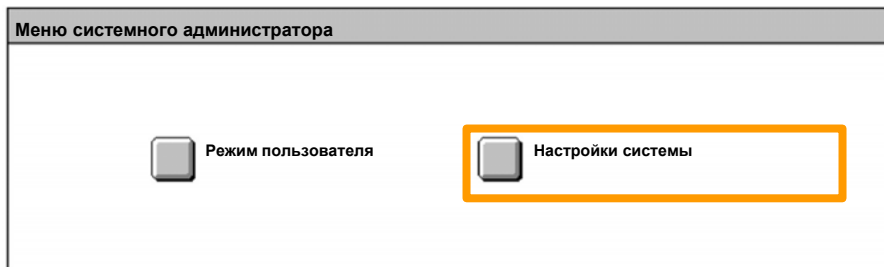 Меню системного администратора
Режим пользователя
Настройки системы